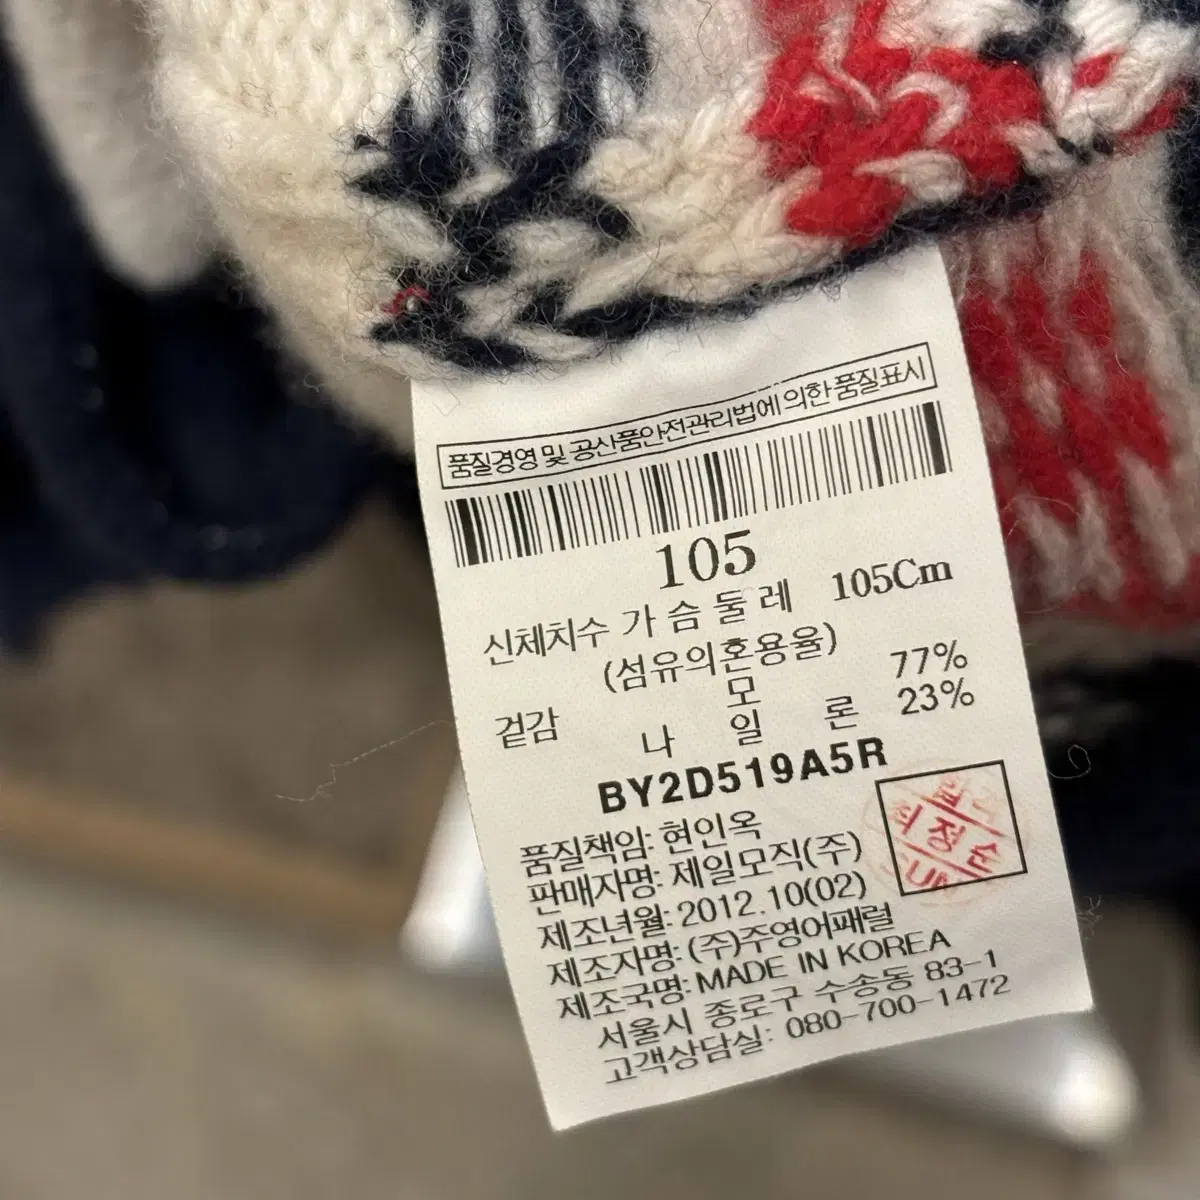 품질경영 및 공산품안전관리법에 의한 품질표시
105
신체치수 가 슴 둘 레 105Cm
(섬유의혼용율)
겉감 모 77%
나 일 론 23%
BY2D519A5R
품질책임: 현인옥
판매자명: 제일모직(주)
제조년월: 2012.10(02)
제조자명: (주)주영어패럴
제조국명: MADE IN KOREA
서울시 종로구 수송동 83-1
고객상담실: 080-700-1472
정